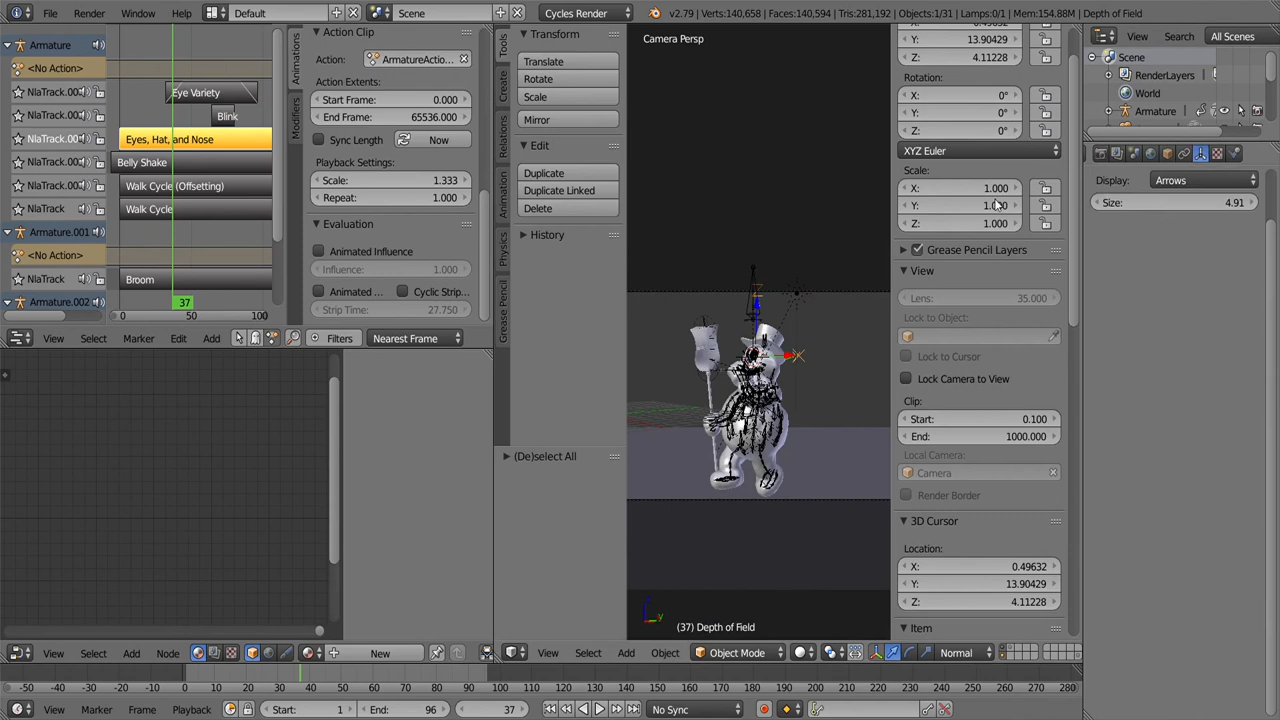 File Render Window Help Default Scene Cycles Render v2.79 | Verts:140,658 | Faces:140,594 | Tris:281,192 | Objects:1/31 | Lamps:0/1 | Mem:154.88M | Depth of Field
Armature
<No Action>
NlaTrack.00 Eye Variety
NlaTrack.00 Blink
NlaTrack.00 Eyes, Hat, and Nose
NlaTrack.00 Belly Shake
NlaTrack.00 Walk Cycle (Offsetting)
NlaTrack Walk Cycle
Armature.001
<No Action>
NlaTrack Broom
Armature.002
37 50 100
View Select Marker Edit Add Filters Nearest Frame
Animations
Modifiers
Action Clip
Action: ArmatureActio...
Action Extents:
Start Frame: 0.000
End Frame: 65536.000
Sync Length Now
Playback Settings:
Scale: 1.333
Repeat: 1.000
Evaluation
Animated Influence
Influence: 1.000
Animated ... Cyclic Strip...
Strip Time: 27.750
Tools
Create
Relations
Animation
Physics
Grease Pencil
Transform
Translate
Rotate
Scale
Mirror
Edit
Duplicate
Duplicate Linked
Delete
History
(De)select All
Camera Persp
(37) Depth of Field
Y: 13.90429
Z: 4.11228
Rotation:
X: 0°
Y: 0°
Z: 0°
XYZ Euler
Scale:
X: 1.000
Y: 1.000
Z: 1.000
Grease Pencil Layers
View
Lens: 35.000
Lock to Object:
Lock to Cursor
Lock Camera to View
Clip:
Start: 0.100
End: 1000.000
Local Camera:
Camera
Render Border
3D Cursor
Location:
X: 0.49632
Y: 13.90429
Z: 4.11228
Item
View Search All Scenes
Scene
RenderLayers
World
Armature
Display: Arrows
Size: 4.91
View Select Add Node New
View Select Add Object Object Mode Normal
-50 -40 -30 -20 -10 0 10 20 30 40 50 60 70 80 90 100 110 120 130 140 150 160 170 180 190 200 210 220 230 240 250 260 270 280
View Marker Frame Playback Start: 1 End: 96 37 No Sync